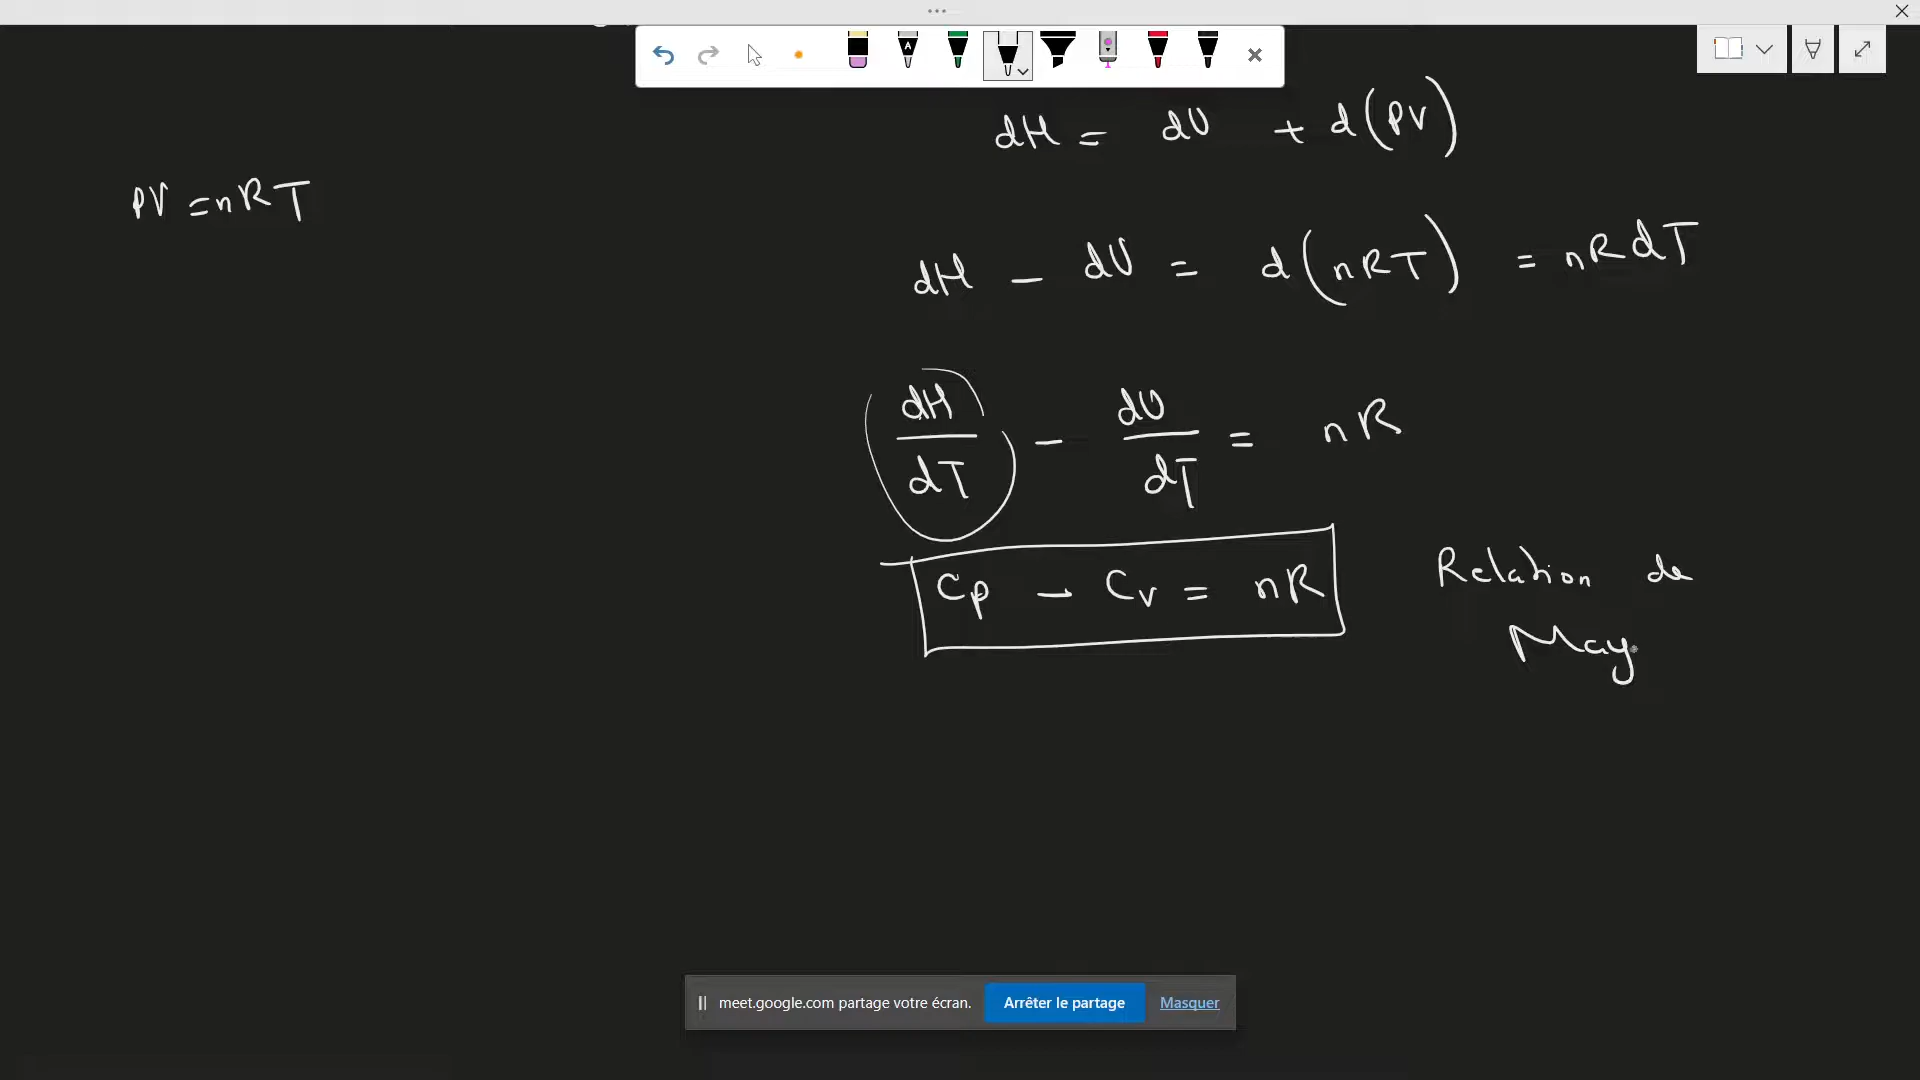 dH = dU + d(PV)
PV = nRT
dH - dU = d(nRT) = nRdT
dH/dT - dU/dT = nR
Cp - Cv = nR
Relation de
May
meet.google.com partage votre écran. Arrêter le partage Masquer